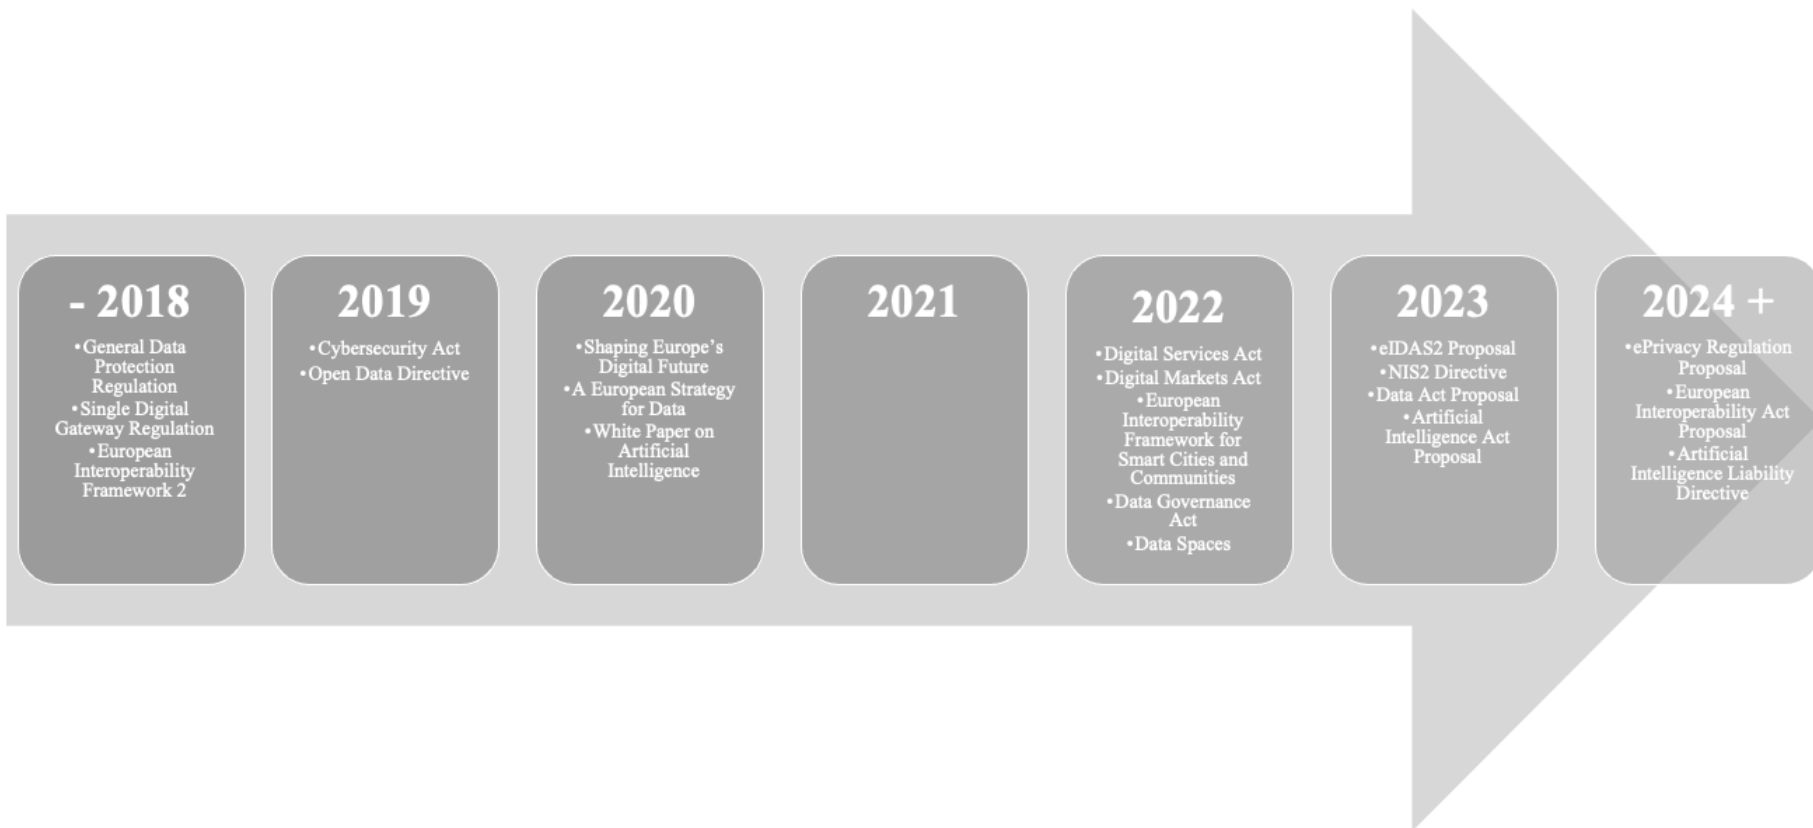 - 2018
•General Data
Protection
Regulation
•Single Digital
Gateway Regulation
•European
Interoperability
Framework 2
2019
•Cybersecurity Act
•Open Data Directive
2020
•Shaping Europe’s
Digital Future
•A European Strategy
for Data
•White Paper on
Artificial
Intelligence
2021
2022
•Digital Services Act
•Digital Markets Act
•European
Interoperability
Framework for
Smart Cities and
Communities
•Data Governance
Act
•Data Spaces
2023
•eIDAS2 Proposal
•NIS2 Directive
•Data Act Proposal
•Artificial
Intelligence Act
Proposal
2024 +
•ePrivacy Regulation
Proposal
•European
Interoperability Act
Proposal
•Artificial
Intelligence Liability
Directive